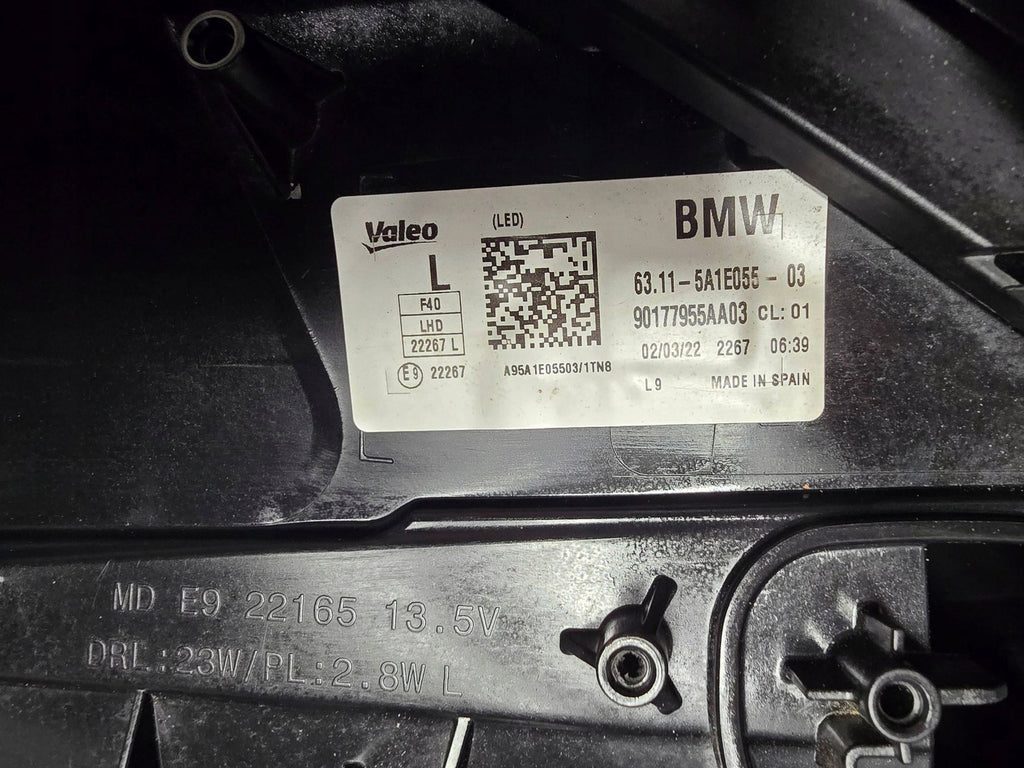 Valeo
(LED)
BMW
L
F40
LHD
22267 L
E9 22267
A95A1E05503/1TN8
63.11-5A1E055-03
90177955AA03 CL:01
02/03/22 2267 06:39
L9 MADE IN SPAIN
MD E9 22165 13.5V
DRL:23W/PL:2.8W L